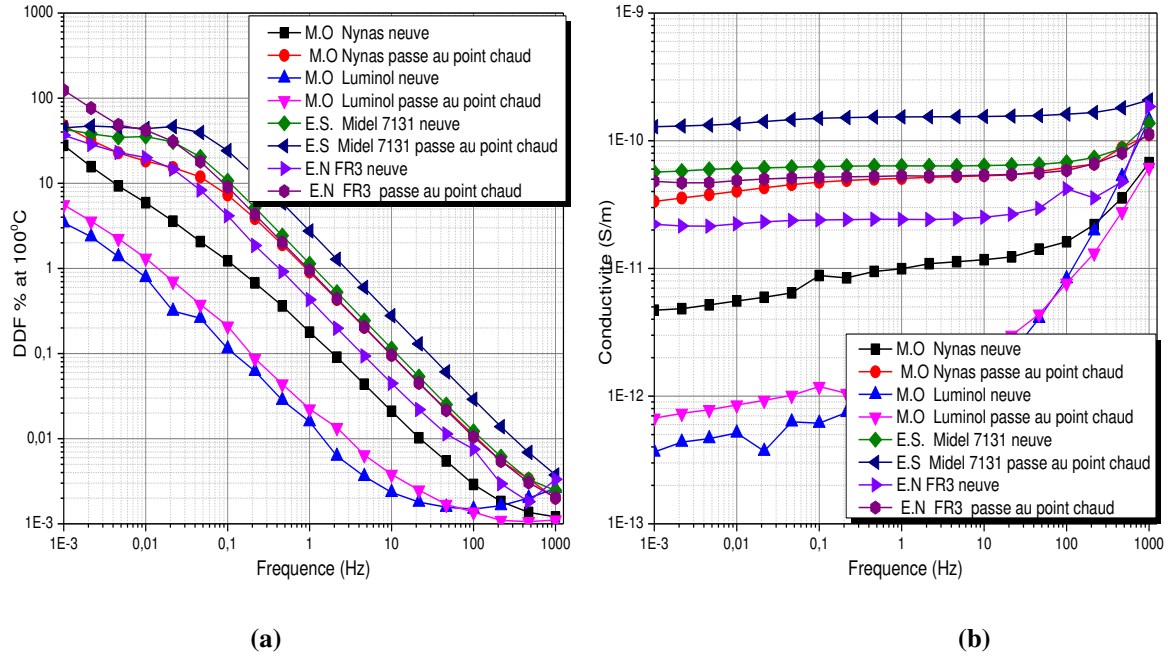 1000
100
10
1
0,1
0,01
1E-3
DDF % at 100°C
M.O Nynas neuve
M.O Nynas passe au point chaud
M.O Luminol neuve
M.O Luminol passe au point chaud
E.S. Midel 7131 neuve
E.S Midel 7131 passe au point chaud
E.N FR3 neuve
E.N FR3 passe au point chaud
1E-3 0,01 0,1 1 10 100 1000
Frequence (Hz)
(a)
1E-9
1E-10
1E-11
1E-12
1E-13
Conductivite (S/m)
M.O Nynas neuve
M.O Nynas passe au point chaud
M.O Luminol neuve
M.O Luminol passe au point chaud
E.S. Midel 7131 neuve
E.S Midel 7131 passe au point chaud
E.N FR3 neuve
E.N FR3 passe au point chaud
1E-3 0,01 0,1 1 10 100 1000
Frequence (Hz)
(b)